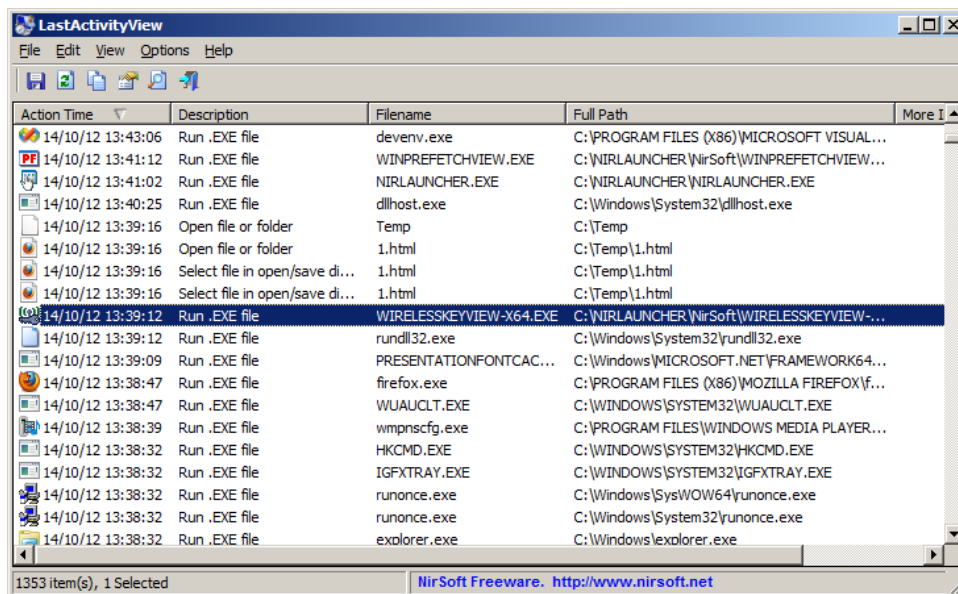 LastActivityView
File Edit View Options Help
Action Time Description Filename Full Path More I
14/10/12 13:43:06 Run .EXE file devenv.exe C:\PROGRAM FILES (X86)\MICROSOFT VISUAL...
PF 14/10/12 13:41:12 Run .EXE file WINPREFETCHVIEW.EXE C:\NIRLAUNCHER\NirSoft\WINPREFETCHVIEW...
14/10/12 13:41:02 Run .EXE file NIRLAUNCHER.EXE C:\NIRLAUNCHER\NIRLAUNCHER.EXE
14/10/12 13:40:25 Run .EXE file dllhost.exe C:\Windows\System32\dllhost.exe
14/10/12 13:39:16 Open file or folder Temp C:\Temp
14/10/12 13:39:16 Open file or folder 1.html C:\Temp\1.html
14/10/12 13:39:16 Select file in open/save di... 1.html C:\Temp\1.html
14/10/12 13:39:16 Select file in open/save di... 1.html C:\Temp\1.html
14/10/12 13:39:12 Run .EXE file WIRELESSKEYVIEW-X64.EXE C:\NIRLAUNCHER\NirSoft\WIRELESSKEYVIEW-...
14/10/12 13:39:12 Run .EXE file rundll32.exe C:\Windows\System32\rundll32.exe
14/10/12 13:39:09 Run .EXE file PRESENTATIONFONTCAC... C:\Windows\MICROSOFT.NET\FRAMEWORK64...
14/10/12 13:38:47 Run .EXE file firefox.exe C:\PROGRAM FILES (X86)\MOZILLA FIREFOX\f...
14/10/12 13:38:47 Run .EXE file WUAUCLT.EXE C:\WINDOWS\SYSTEM32\WUAUCLT.EXE
14/10/12 13:38:39 Run .EXE file wmpnscfg.exe C:\PROGRAM FILES\WINDOWS MEDIA PLAYER...
14/10/12 13:38:32 Run .EXE file HKCMD.EXE C:\WINDOWS\SYSTEM32\HKCMD.EXE
14/10/12 13:38:32 Run .EXE file IGFXTRAY.EXE C:\WINDOWS\SYSTEM32\IGFXTRAY.EXE
14/10/12 13:38:32 Run .EXE file runonce.exe C:\Windows\SysWOW64\runonce.exe
14/10/12 13:38:32 Run .EXE file runonce.exe C:\Windows\System32\runonce.exe
14/10/12 13:38:32 Run .EXE file explorer.exe C:\Windows\explorer.exe
1353 item(s), 1 Selected NirSoft Freeware. http://www.nirsoft.net